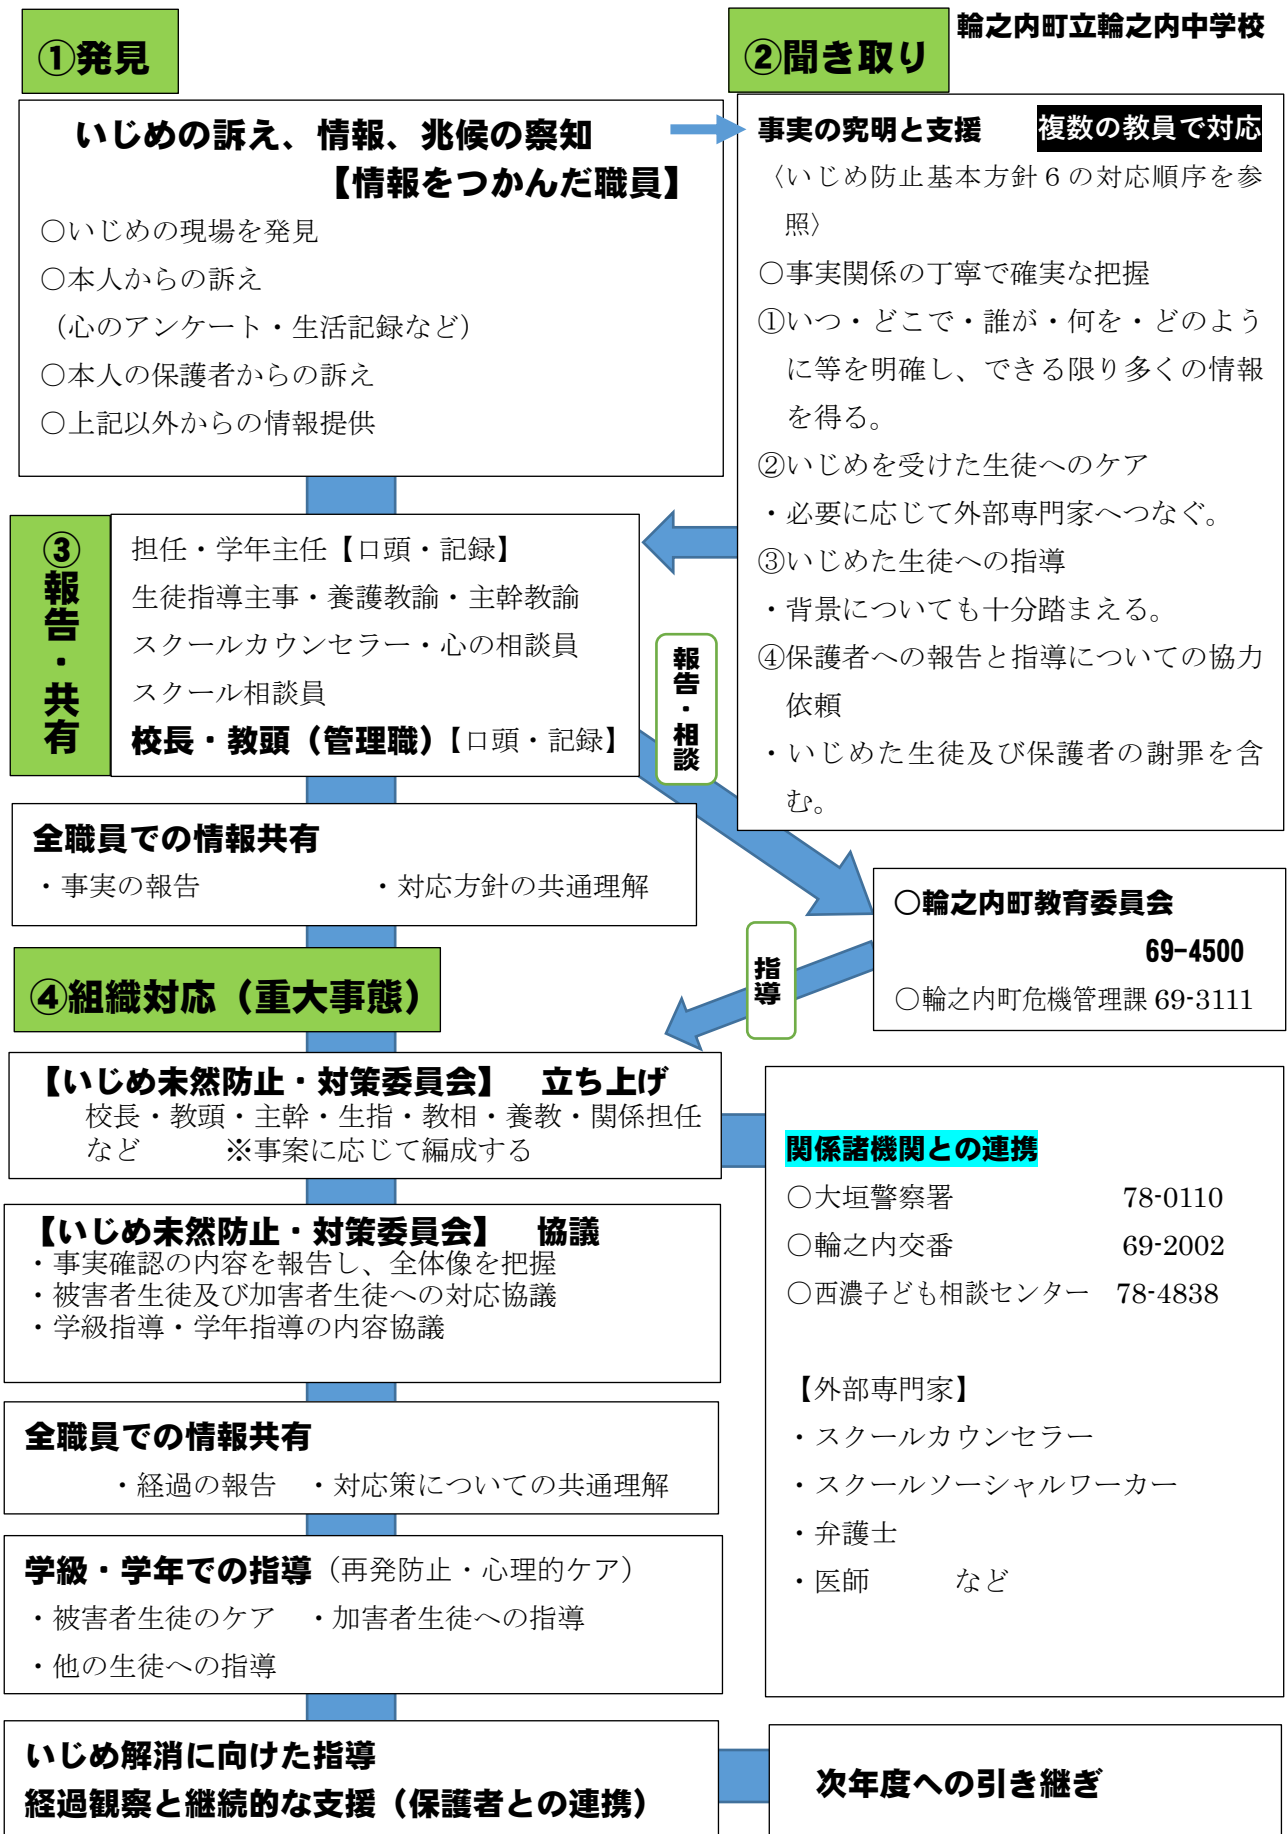 輪之内町立輪之内中学校
①発見
いじめの訴え、情報、兆候の察知
【情報をつかんだ職員】
〇いじめの現場を発見
〇本人からの訴え
（心のアンケート・生活記録など）
〇本人の保護者からの訴え
〇上記以外からの情報提供
②聞き取り
事実の究明と支援　複数の教員で対応
〈いじめ防止基本方針６の対応順序を参
照〉
〇事実関係の丁寧で確実な把握
①いつ・どこで・誰が・何を・どのよう
に等を明確し、できる限り多くの情報
を得る。
②いじめを受けた生徒へのケア
・必要に応じて外部専門家へつなぐ。
③いじめた生徒への指導
・背景についても十分踏まえる。
④保護者への報告と指導についての協力
依頼
・いじめた生徒及び保護者の謝罪を含
む。
③報告・共有
担任・学年主任【口頭・記録】
生徒指導主事・養護教諭・主幹教諭
スクールカウンセラー・心の相談員
スクール相談員
校長・教頭（管理職）【口頭・記録】
報告・相談
全職員での情報共有
・事実の報告　・対応方針の共通理解
〇輪之内町教育委員会
69-4500
〇輪之内町危機管理課 69-3111
指導
④組織対応（重大事態）
【いじめ未然防止・対策委員会】　立ち上げ
校長・教頭・主幹・生指・教相・養教・関係担任
など　※事案に応じて編成する
【いじめ未然防止・対策委員会】　協議
・事実確認の内容を報告し、全体像を把握
・被害者生徒及び加害者生徒への対応協議
・学級指導・学年指導の内容協議
全職員での情報共有
・経過の報告　・対応策についての共通理解
学級・学年での指導（再発防止・心理的ケア）
・被害者生徒のケア　・加害者生徒への指導
・他の生徒への指導
関係諸機関との連携
〇大垣警察署　78-0110
〇輪之内交番　69-2002
〇西濃子ども相談センター　78-4838
【外部専門家】
・スクールカウンセラー
・スクールソーシャルワーカー
・弁護士
・医師　など
いじめ解消に向けた指導
経過観察と継続的な支援（保護者との連携）
次年度への引き継ぎ